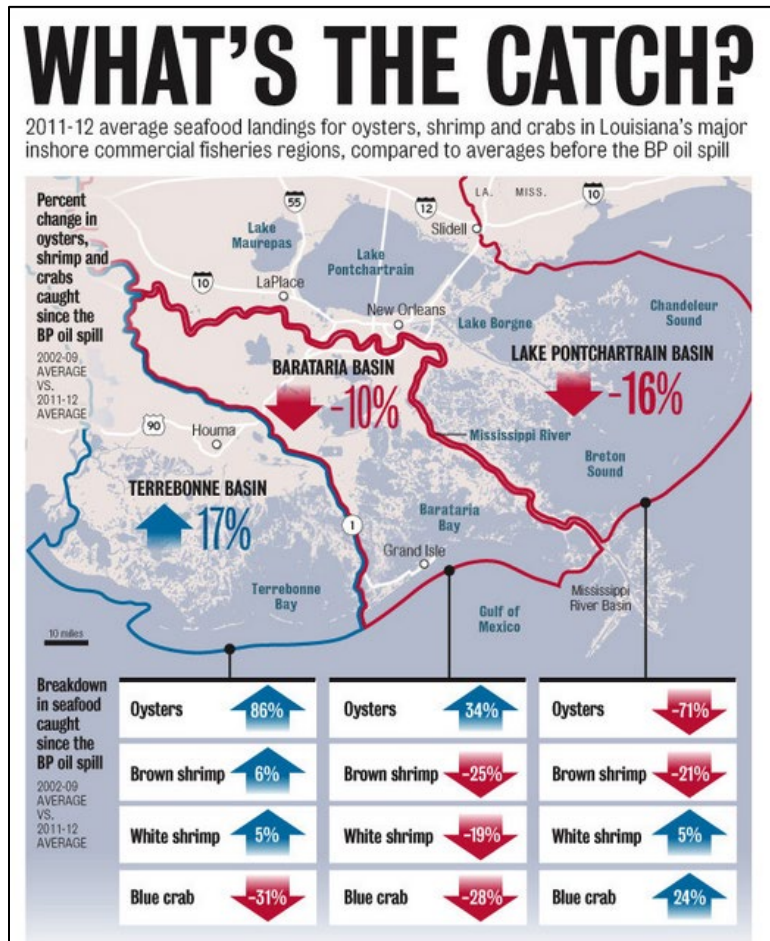 WHAT'S THE CATCH?
2011-12 average seafood landings for oysters, shrimp and crabs in Louisiana's major
inshore commercial fisheries regions, compared to averages before the BP oil spill
Percent
change in
oysters,
shrimp and
crabs
caught
since the
BP oil spill
2002-09
AVERAGE
VS.
2011-12
AVERAGE
55
12
LA.
MISS.
10
Slidell
Lake
Maurepas
Lake
Pontchartrain
10
LaPlace
New Orleans
Lake Borgne
Chandeleur
Sound
BARATARIA BASIN
-10%
LAKE PONTCHARTRAIN BASIN
-16%
90
Houma
Mississippi River
Breton
Sound
TERREBONNE BASIN
17%
1
Barataria
Bay
Grand Isle
Terrebonne
Bay
Gulf of
Mexico
Mississippi
River Basin
10 miles
Breakdown
in seafood
caught
since the
BP oil spill
2002-09
AVERAGE
VS.
2011-12
AVERAGE
Oysters 86%
Brown shrimp 6%
White shrimp 5%
Blue crab -31%
Oysters 34%
Brown shrimp -25%
White shrimp -19%
Blue crab -28%
Oysters -71%
Brown shrimp -21%
White shrimp 5%
Blue crab 24%